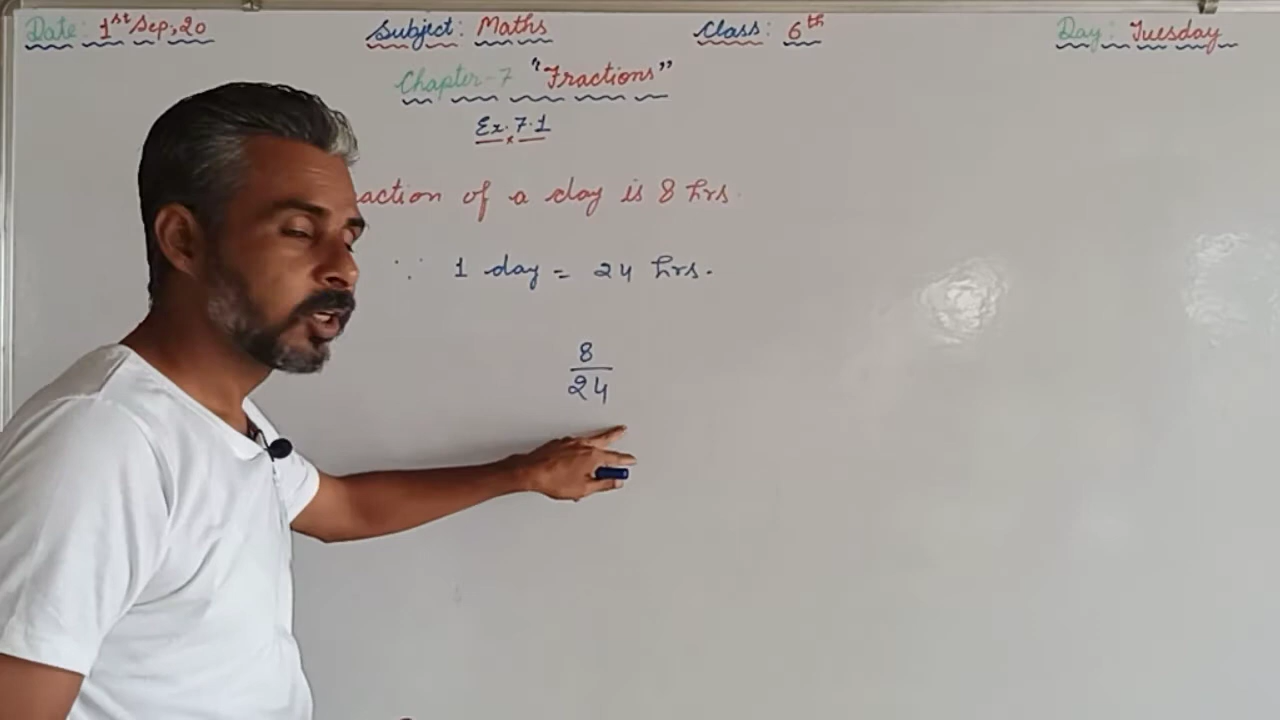 Date: 1st Sep, 20 Subject: Maths Class: 6th Day: Tuesday
Chapter-7 "Fractions"
Ex. 7.1
action of a day is 8 hrs.
∵ 1 day = 24 hrs.
8
24